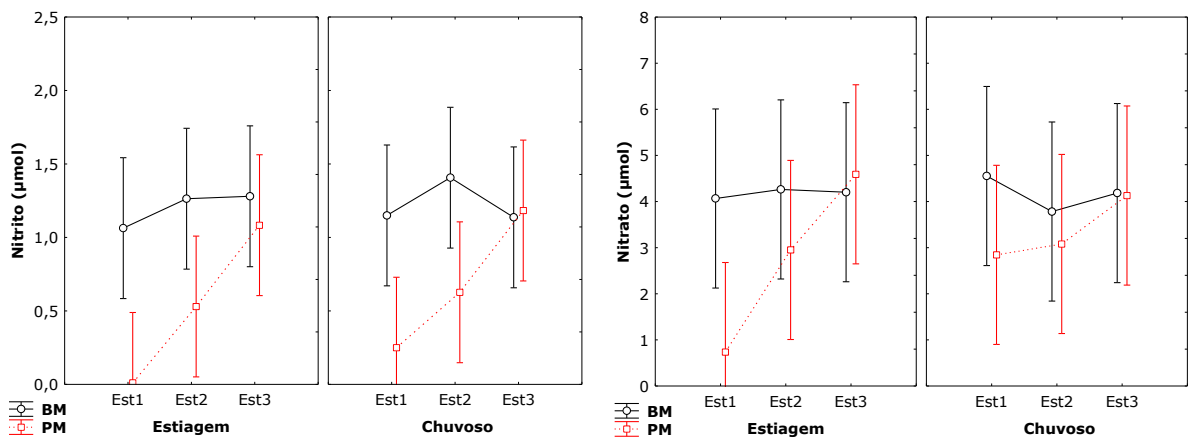 Nitrito (µmol)
2,5
2,0
1,5
1,0
0,5
0,0
Est1 Est2 Est3
Est1 Est2 Est3
Estiagem
Chuvoso
BM
PM
Nitrato (µmol)
8
7
6
5
4
3
2
1
0
Est1 Est2 Est3
Est1 Est2 Est3
Estiagem
Chuvoso
BM
PM